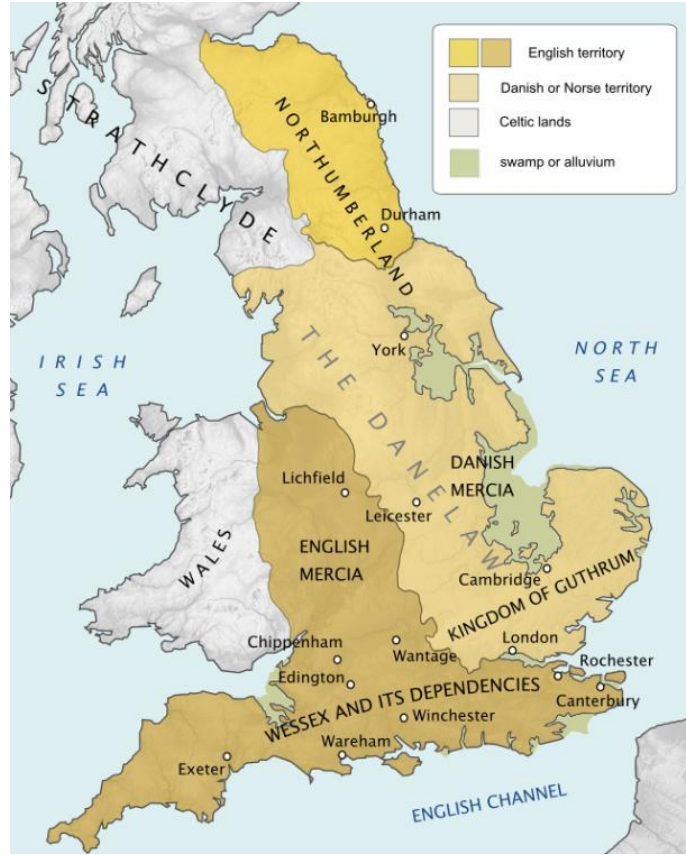 English territory
Danish or Norse territory
Celtic lands
swamp or alluvium
STRATHCLYDE
Bamburgh
NORTHUMBERLAND
Durham
York
IRISH
SEA
NORTH
SEA
THE DANELAW
Lichfield
DANISH
MERCIA
Leicester
WALES
ENGLISH
MERCIA
Cambridge
KINGDOM OF GUTHRUM
Chippenham
Wantage
London
Edington
Rochester
WESSEX AND ITS DEPENDENCIES
Canterbury
Winchester
Exeter
Wareham
ENGLISH CHANNEL